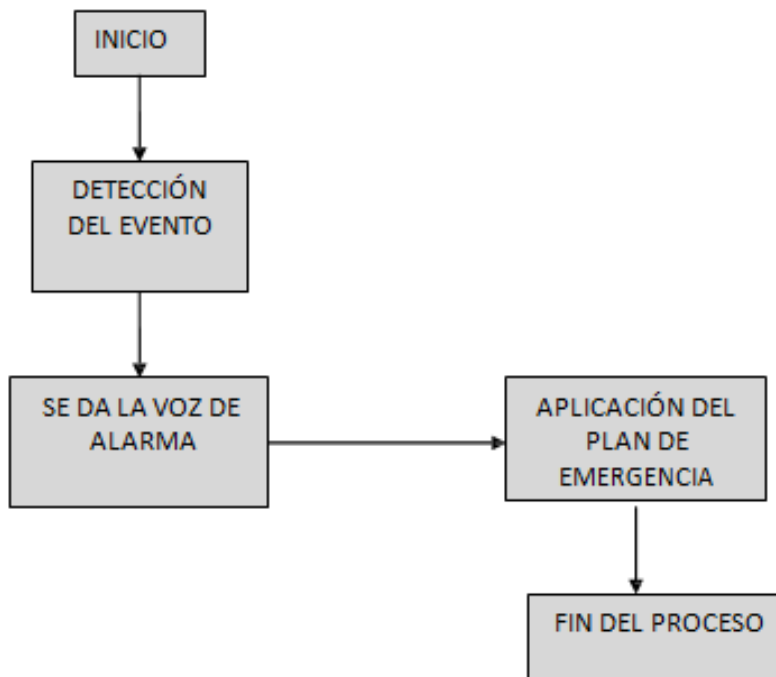 INICIO
DETECCIÓN
DEL EVENTO
SE DA LA VOZ DE
ALARMA
APLICACIÓN DEL
PLAN DE
EMERGENCIA
FIN DEL PROCESO